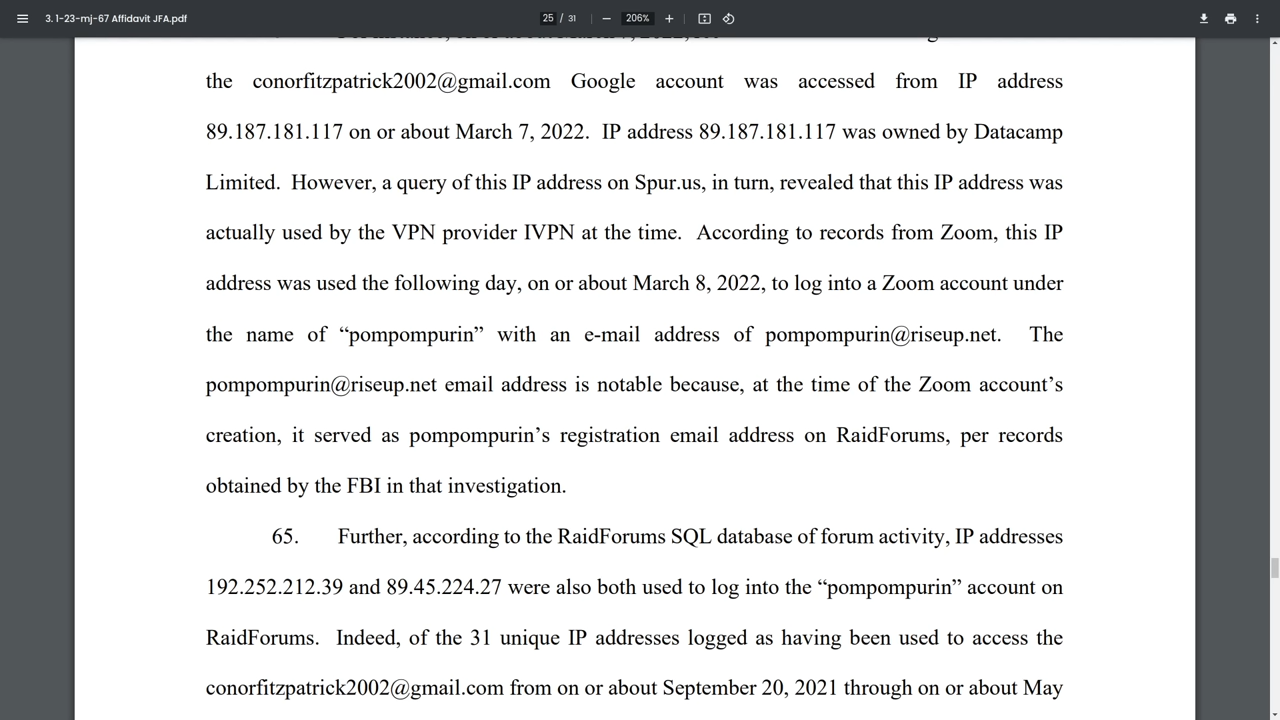 3. 1-23-mj-67 Affidavit JFA.pdf
25 / 31
206%
the conorfitzpatrick2002@gmail.com Google account was accessed from IP address
89.187.181.117 on or about March 7, 2022. IP address 89.187.181.117 was owned by Datacamp
Limited. However, a query of this IP address on Spur.us, in turn, revealed that this IP address was
actually used by the VPN provider IVPN at the time. According to records from Zoom, this IP
address was used the following day, on or about March 8, 2022, to log into a Zoom account under
the name of “pompompurin” with an e-mail address of pompompurin@riseup.net. The
pompompurin@riseup.net email address is notable because, at the time of the Zoom account’s
creation, it served as pompompurin’s registration email address on RaidForums, per records
obtained by the FBI in that investigation.
65. Further, according to the RaidForums SQL database of forum activity, IP addresses
192.252.212.39 and 89.45.224.27 were also both used to log into the “pompompurin” account on
RaidForums. Indeed, of the 31 unique IP addresses logged as having been used to access the
conorfitzpatrick2002@gmail.com from on or about September 20, 2021 through on or about May